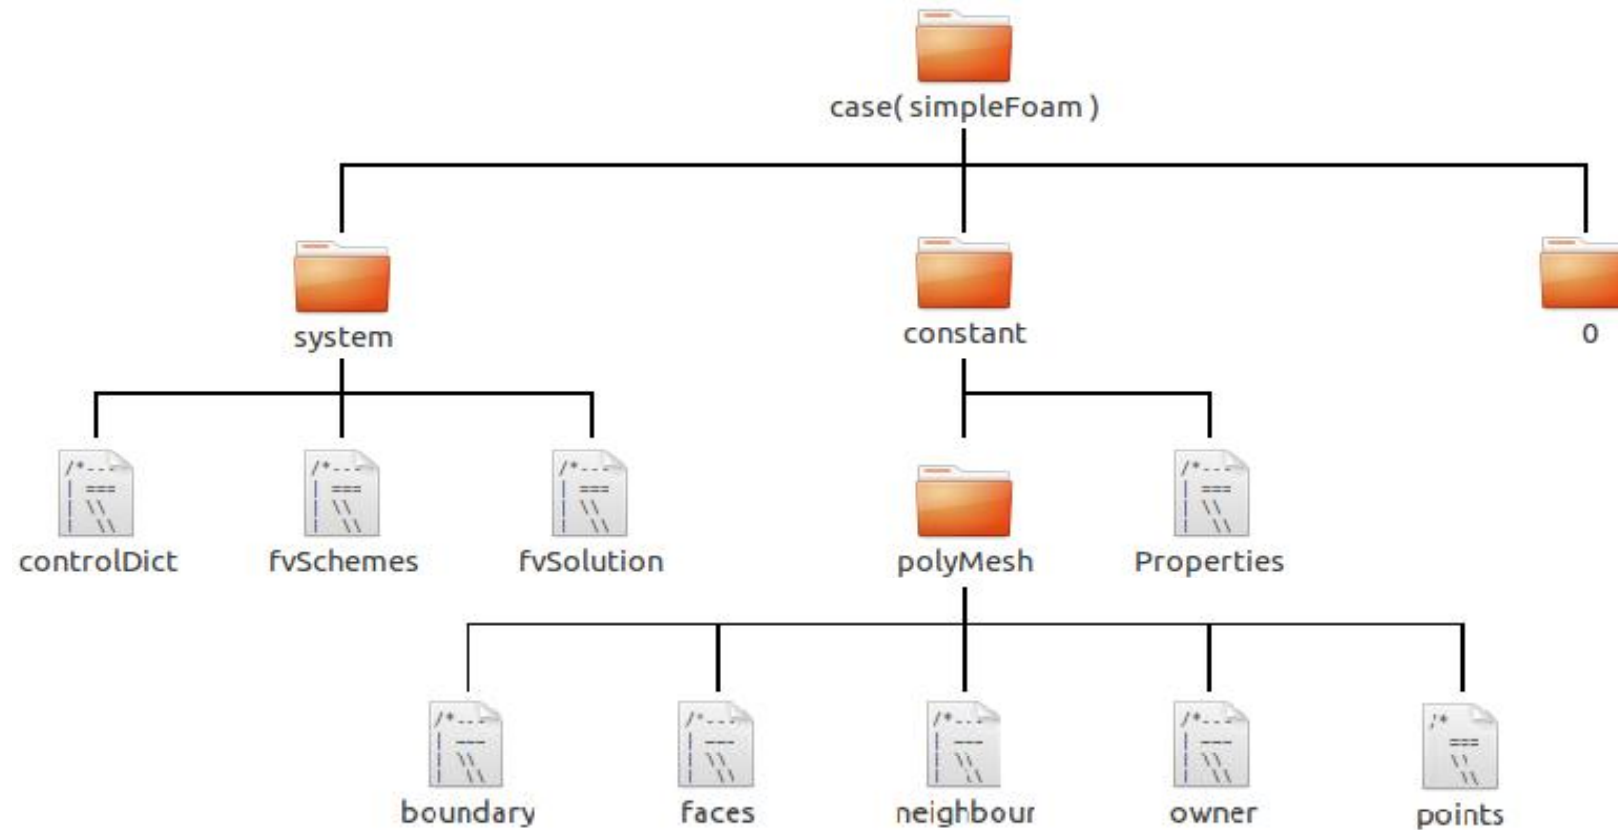 case( simpleFoam )
system
constant
0
controlDict
fvSchemes
fvSolution
polyMesh
Properties
boundary
faces
neighbour
owner
points